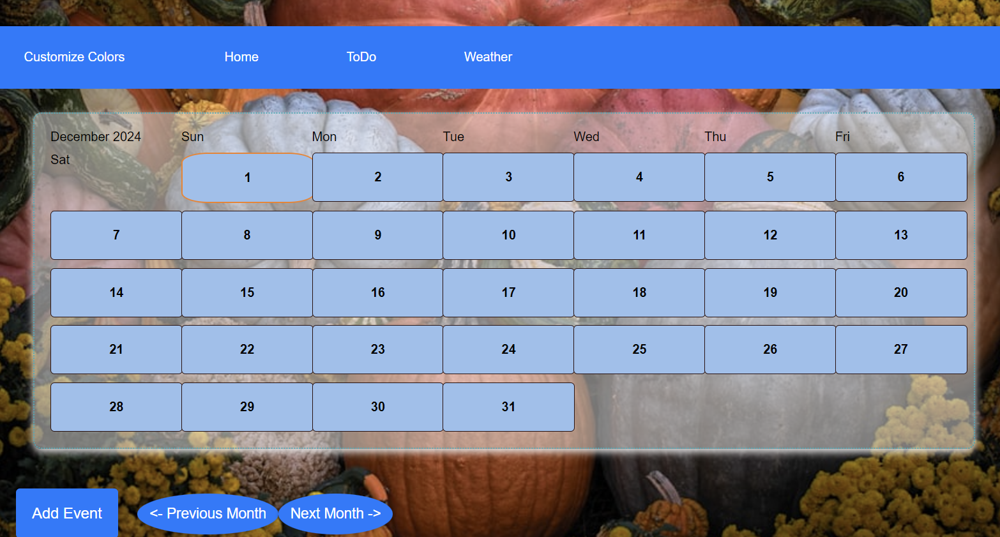 Customize Colors Home ToDo Weather
December 2024 Sun Mon Tue Wed Thu Fri
Sat 1 2 3 4 5 6
7 8 9 10 11 12 13
14 15 16 17 18 19 20
21 22 23 24 25 26 27
28 29 30 31
Add Event <- Previous Month Next Month ->